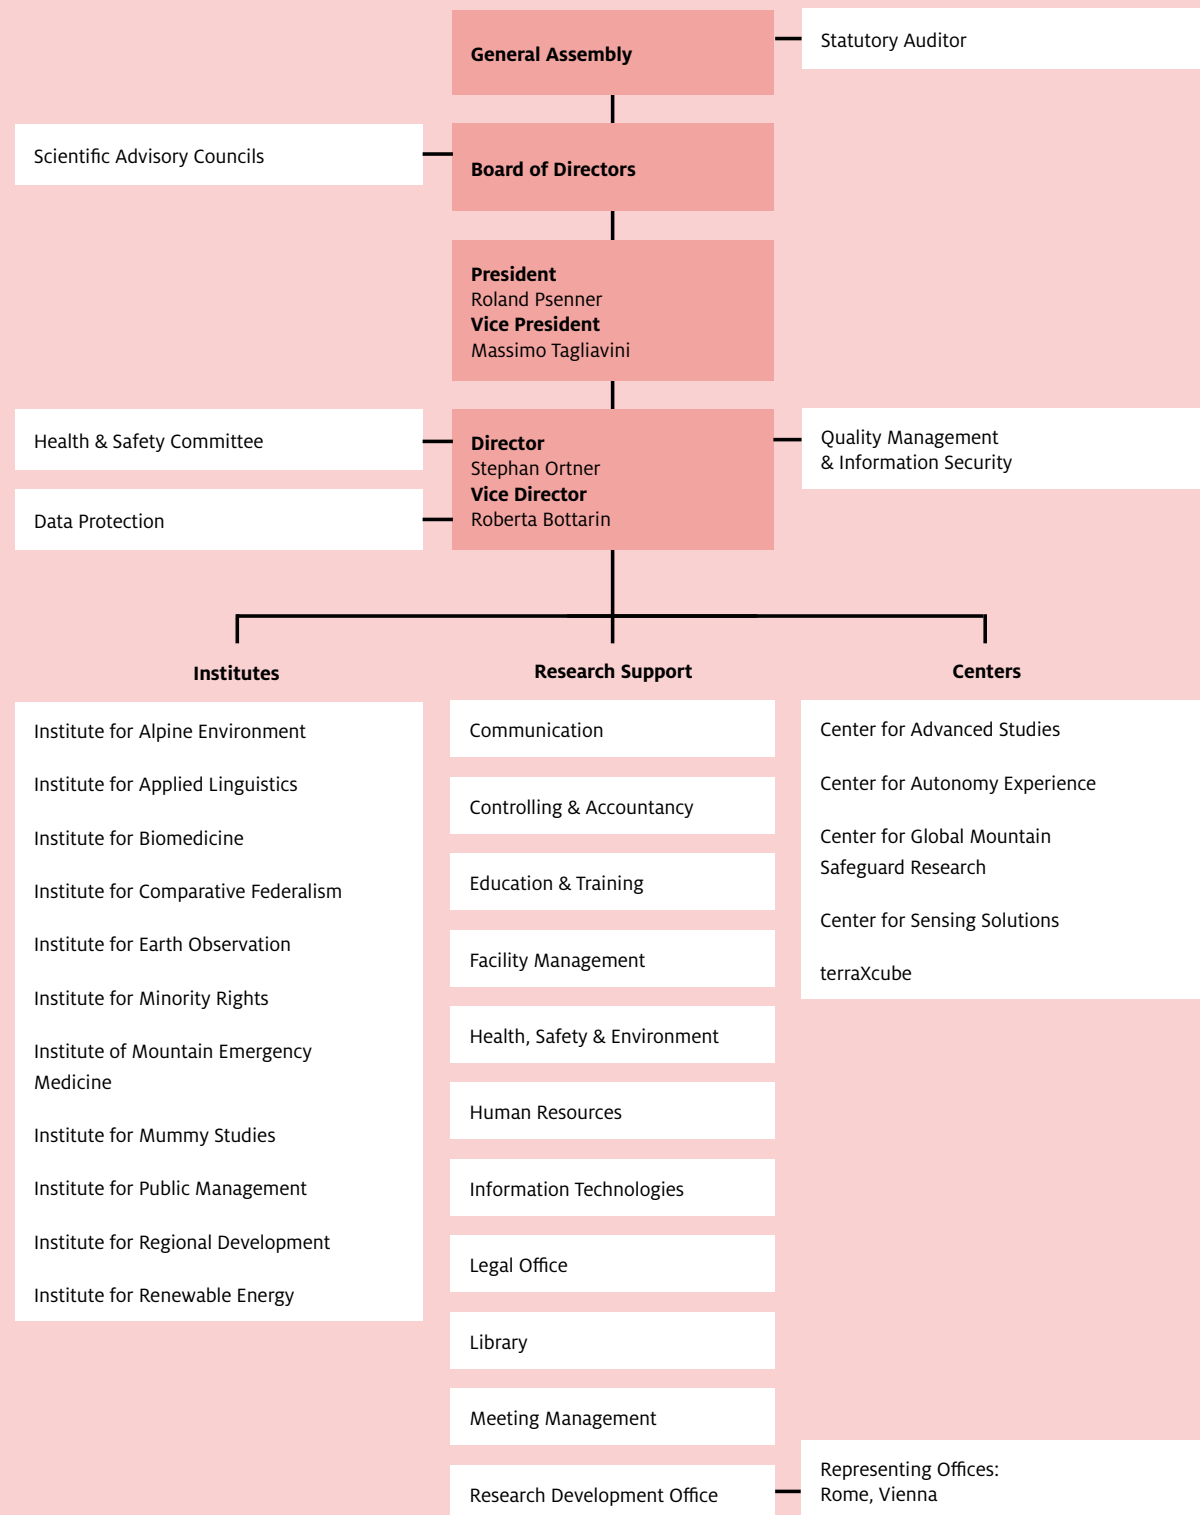 General Assembly
Statutory Auditor
Scientific Advisory Councils
Board of Directors
President
Roland Psenner
Vice President
Massimo Tagliavini
Health & Safety Committee
Data Protection
Director
Stephan Ortner
Vice Director
Roberta Bottarin
Quality Management
& Information Security
Institutes
Institute for Alpine Environment
Institute for Applied Linguistics
Institute for Biomedicine
Institute for Comparative Federalism
Institute for Earth Observation
Institute for Minority Rights
Institute of Mountain Emergency
Medicine
Institute for Mummy Studies
Institute for Public Management
Institute for Regional Development
Institute for Renewable Energy
Research Support
Communication
Controlling & Accountancy
Education & Training
Facility Management
Health, Safety & Environment
Human Resources
Information Technologies
Legal Office
Library
Meeting Management
Research Development Office
Centers
Center for Advanced Studies
Center for Autonomy Experience
Center for Global Mountain
Safeguard Research
Center for Sensing Solutions
terraXcube
Representing Offices:
Rome, Vienna